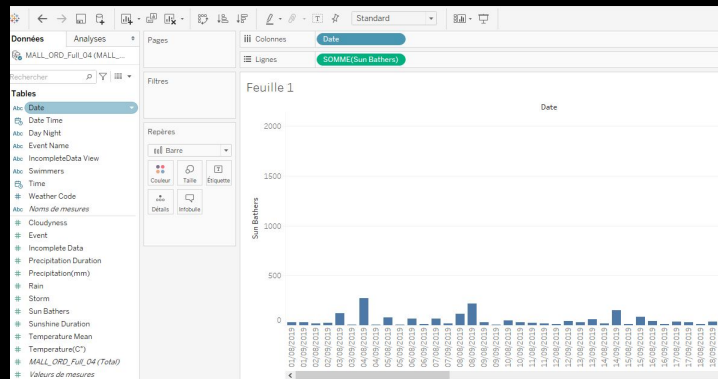 Standard
Données
Analyses
MALL_ORD_Full_04 (MALL_...
Rechercher
Tables
Abc Date
Date Time
Abc Day Night
Abc Event Name
Abc IncompleteData View
Abc Swimmers
Time
# Weather Code
Abc Noms de mesures
# Cloudyness
# Event
# Incomplete Data
# Precipitation Duration
# Precipitation(mm)
# Rain
# Storm
# Sun Bathers
# Sunshine Duration
# Temperature Mean
# Temperature(C°)
# MALL_ORD_Full_04 (Total)
# Valeurs de mesures
Pages
Filtres
Repères
Barre
Couleur
Taille
Étiquette
Détails
Infobulle
Colonnes
Date
Lignes
SOMME(Sun Bathers)
Feuille 1
Date
Sun Bathers
2000
1500
1000
500
0
01/08/2019
01/09/2019
02/08/2019
02/09/2019
03/08/2019
03/09/2019
04/08/2019
04/09/2019
05/08/2019
06/08/2019
06/09/2019
07/08/2019
07/09/2019
08/08/2019
08/09/2019
09/08/2019
09/09/2019
10/08/2019
10/09/2019
11/08/2019
11/09/2019
12/08/2019
12/09/2019
13/08/2019
13/09/2019
14/08/2019
14/09/2019
15/08/2019
15/09/2019
16/08/2019
16/09/2019
17/08/2019
17/09/2019
18/08/2019
18/09/2019